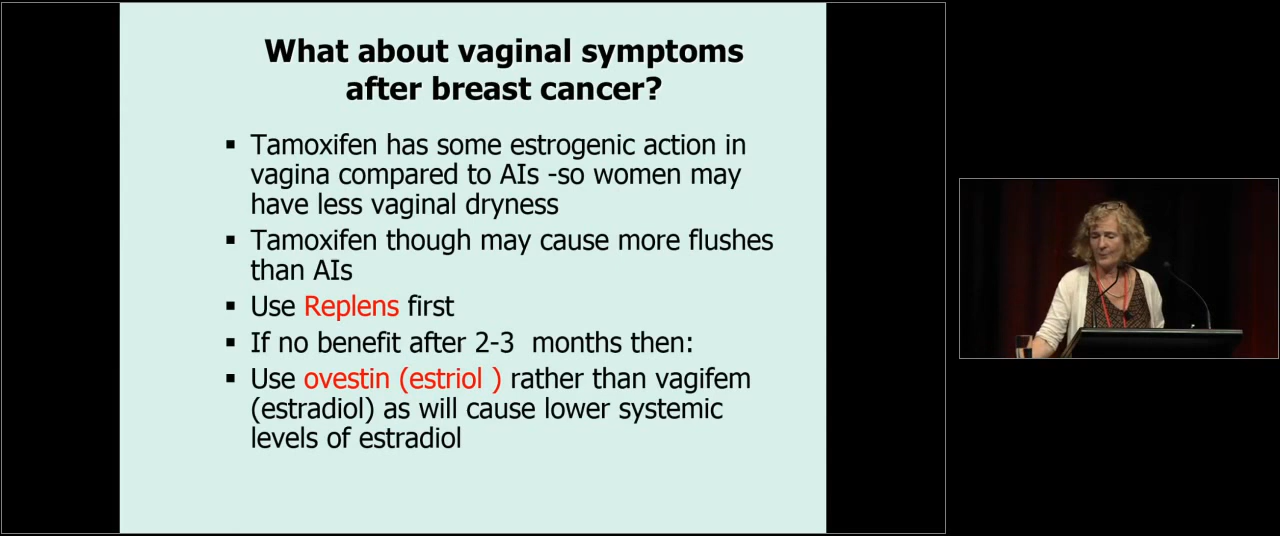 What about vaginal symptoms
after breast cancer?
▪ Tamoxifen has some estrogenic action in
vagina compared to AIs -so women may
have less vaginal dryness
▪ Tamoxifen though may cause more flushes
than AIs
▪ Use Replens first
▪ If no benefit after 2-3  months then:
▪ Use ovestin (estriol ) rather than vagifem
(estradiol) as will cause lower systemic
levels of estradiol